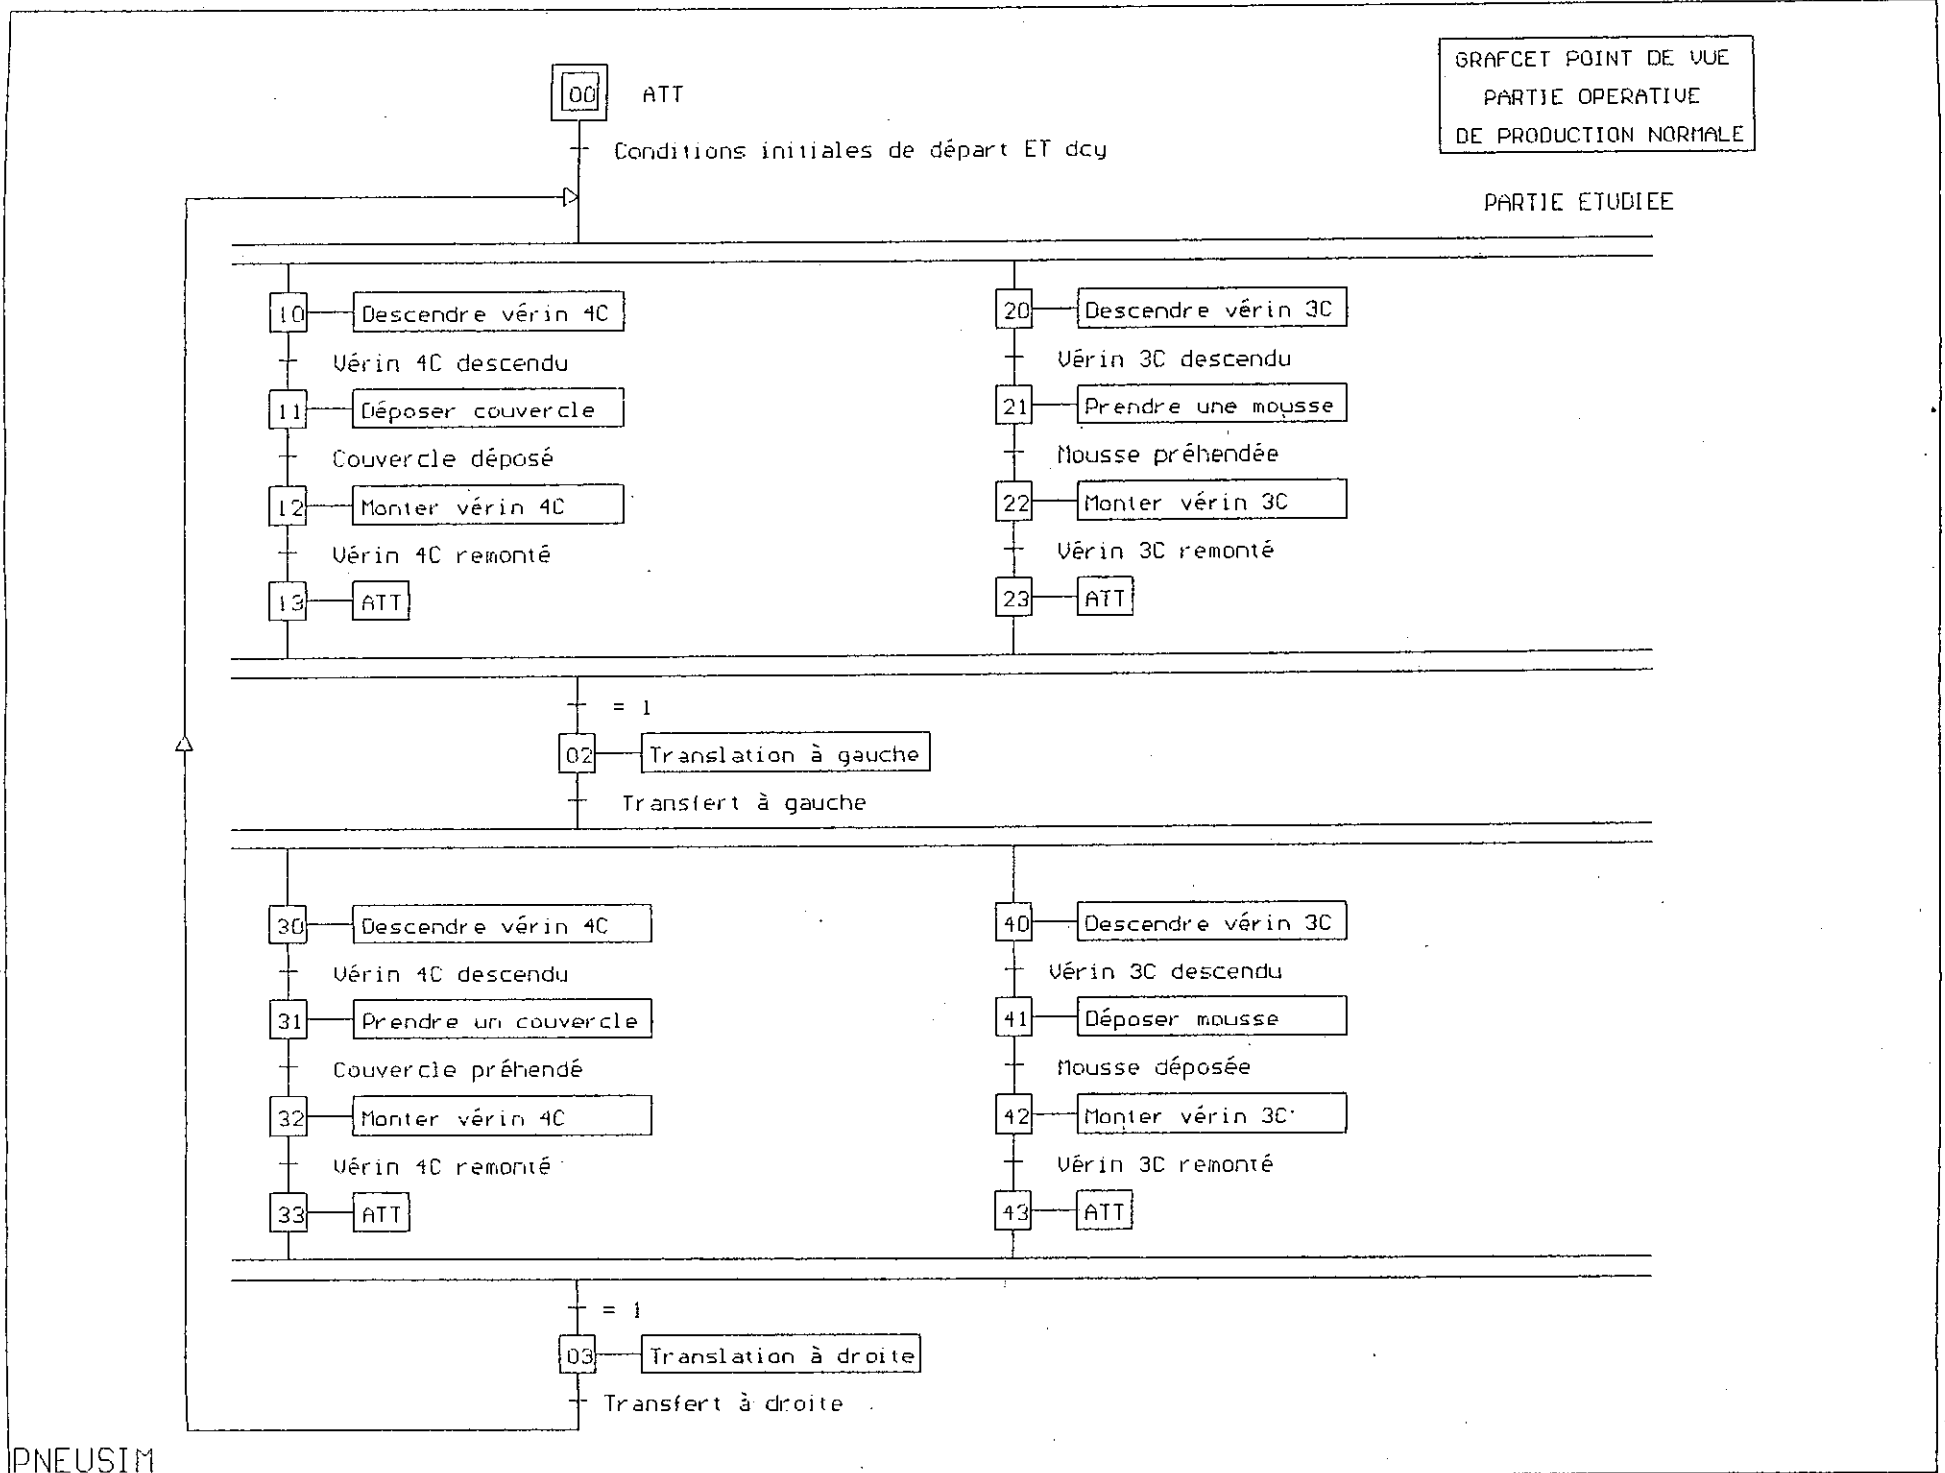 GRAFCET POINT DE VUE
PARTIE OPERATIVE
DE PRODUCTION NORMALE
PARTIE ETUDIEE
00 ATT
Conditions initiales de départ ET dcy
10 Descendre vérin 4C
Vérin 4C descendu
11 Déposer couvercle
Couvercle déposé
12 Monter vérin 4C
Vérin 4C remonté
13 ATT
20 Descendre vérin 3C
Vérin 3C descendu
21 Prendre une mousse
Mousse préhendée
22 Monter vérin 3C
Vérin 3C remonté
23 ATT
= 1
02 Translation à gauche
Transfert à gauche
30 Descendre vérin 4C
Vérin 4C descendu
31 Prendre un couvercle
Couvercle préhendé
32 Monter vérin 4C
Vérin 4C remonté
33 ATT
40 Descendre vérin 3C
Vérin 3C descendu
41 Déposer mousse
Mousse déposée
42 Monter vérin 3C
Vérin 3C remonté
43 ATT
= 1
03 Translation à droite
Transfert à droite
PNEUSIM